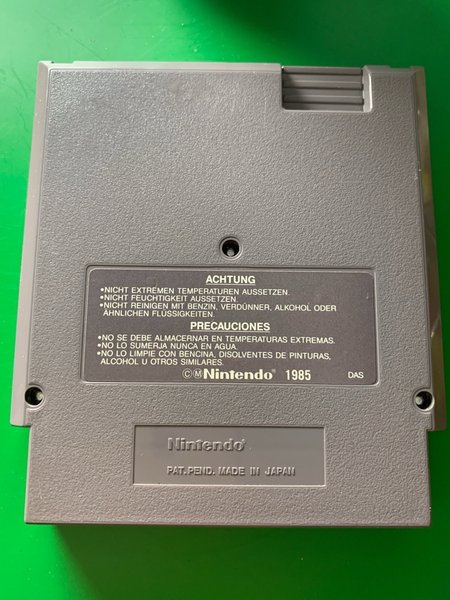 ACHTUNG
•NICHT EXTREMEN TEMPERATUREN AUSSETZEN.
•NICHT FEUCHTIGKEIT AUSSETZEN.
•NICHT REINIGEN MIT BENZIN, VERDÜNNER, ALKOHOL ODER
ÄHNLICHEN FLÜSSIGKEITEN.
PRECAUCIONES
•NO SE DEBE ALMACERNAR EN TEMPERATURAS EXTREMAS.
•NO LO SUMERJA NUNCA EN AGUA.
•NO LO LIMPIE CON BENCINA, DISOLVENTES DE PINTURAS,
ALCOHOL U OTROS SIMILARES.
©Ⓜ Nintendo® 1985 DAS
Nintendo®
PAT. PEND. MADE IN JAPAN